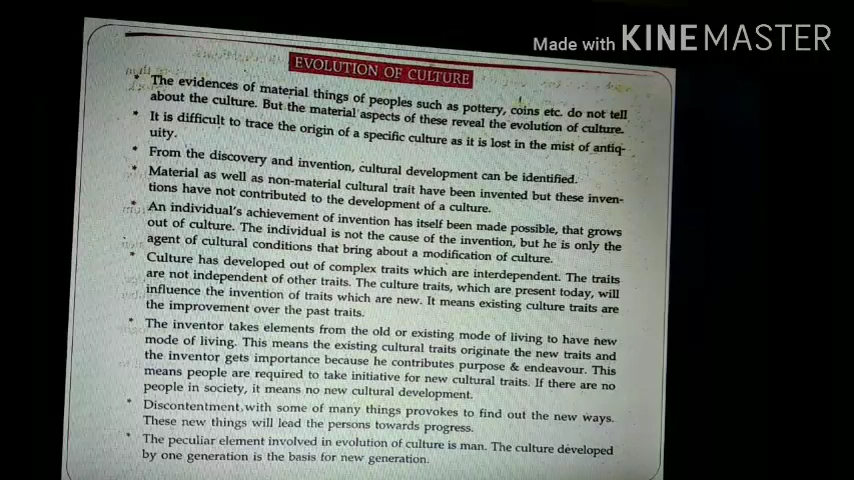 Made with KINEMASTER
EVOLUTION OF CULTURE
* The evidences of material things of peoples such as pottery, coins etc. do not tell
about the culture. But the material aspects of these reveal the evolution of culture.
* It is difficult to trace the origin of a specific culture as it is lost in the mist of antiq-
uity.
* From the discovery and invention, cultural development can be identified.
* Material as well as non-material cultural trait have been invented but these inven-
tions have not contributed to the development of a culture.
* An individual's achievement of invention has itself been made possible, that grows
out of culture. The individual is not the cause of the invention, but he is only the
agent of cultural conditions that bring about a modification of culture.
* Culture has developed out of complex traits which are interdependent. The traits
are not independent of other traits. The culture traits, which are present today, will
influence the invention of traits which are new. It means existing culture traits are
the improvement over the past traits.
* The inventor takes elements from the old or existing mode of living to have new
mode of living. This means the existing cultural traits originate the new traits and
the inventor gets importance because he contributes purpose & endeavour. This
means people are required to take initiative for new cultural traits. If there are no
people in society, it means no new cultural development.
* Discontentment, with some of many things provokes to find out the new ways.
These new things will lead the persons towards progress.
* The peculiar element involved in evolution of culture is man. The culture developed
by one generation is the basis for new generation.